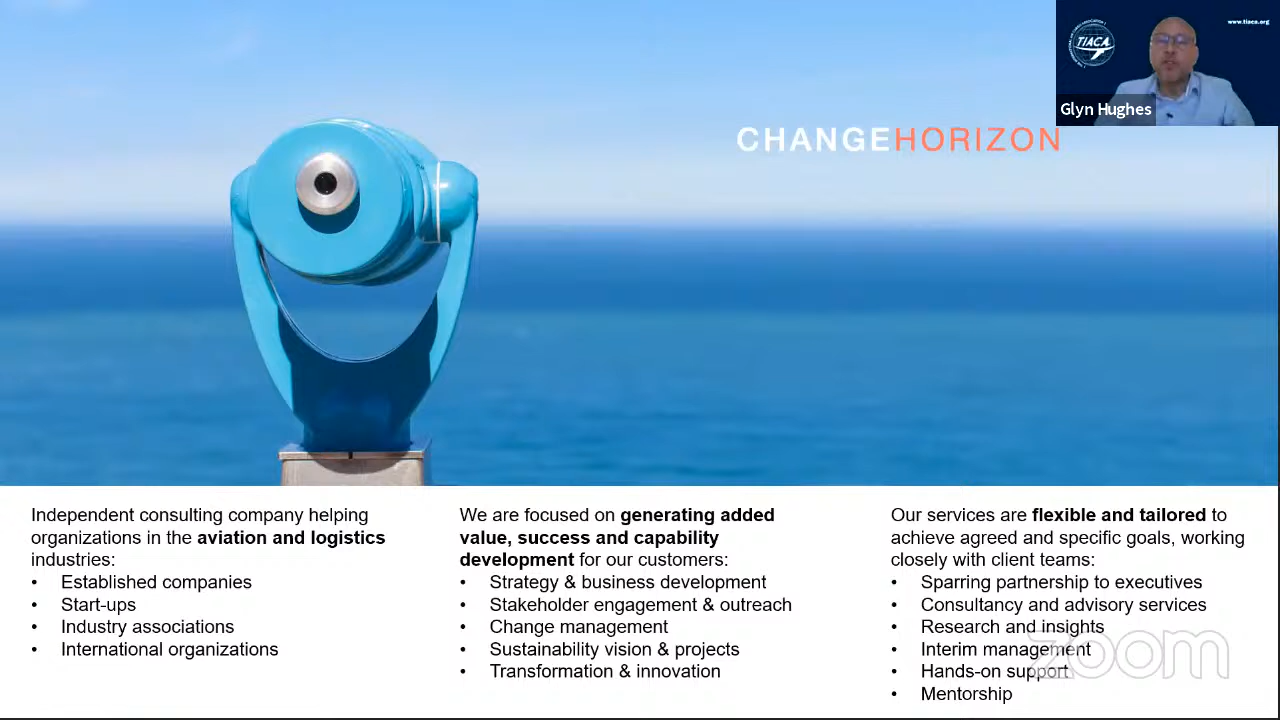 www.tiaca.org
TIACA
Glyn Hughes
CHANGEHORIZON
Independent consulting company helping
organizations in the aviation and logistics
industries:
• Established companies
• Start-ups
• Industry associations
• International organizations
We are focused on generating added
value, success and capability
development for our customers:
• Strategy & business development
• Stakeholder engagement & outreach
• Change management
• Sustainability vision & projects
• Transformation & innovation
Our services are flexible and tailored to
achieve agreed and specific goals, working
closely with client teams:
• Sparring partnership to executives
• Consultancy and advisory services
• Research and insights
• Interim management
• Hands-on support
• Mentorship
zoom